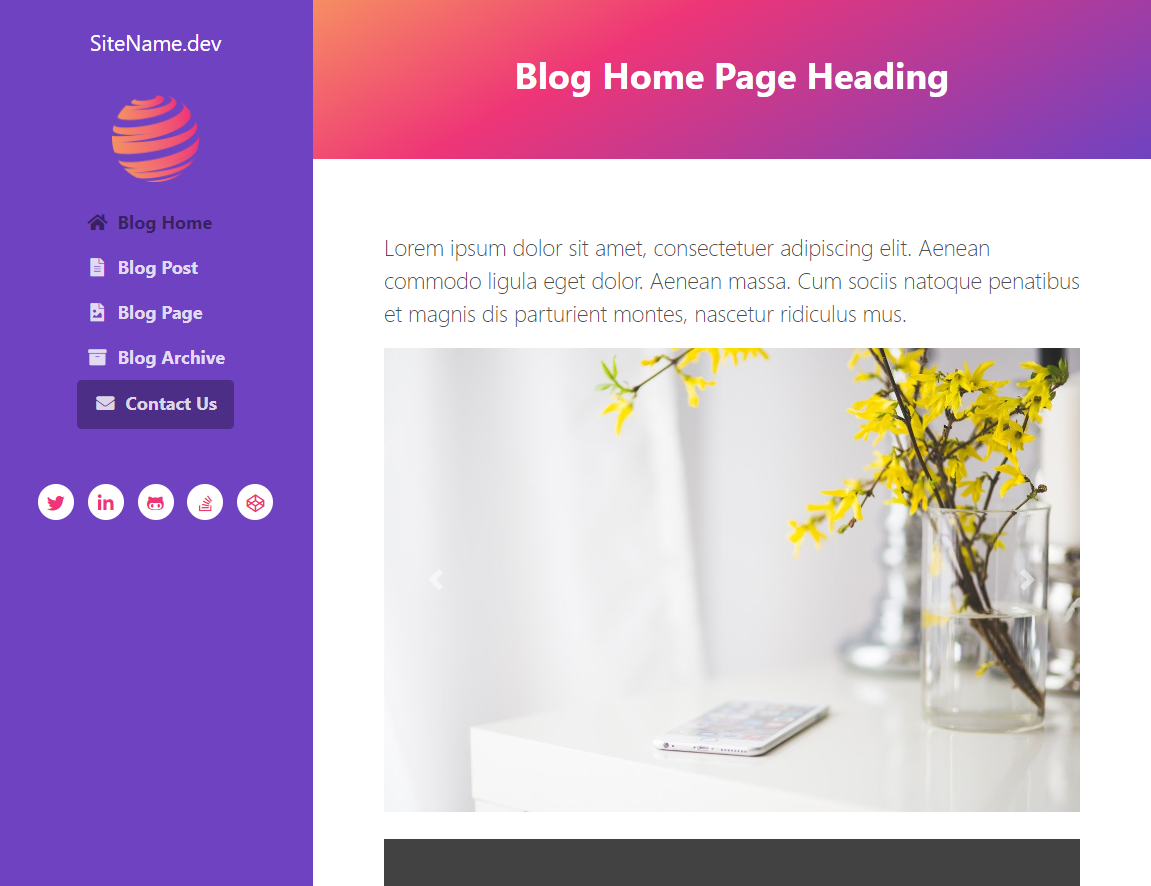 SiteName.dev
Blog Home
Blog Post
Blog Page
Blog Archive
Contact Us
Blog Home Page Heading
Lorem ipsum dolor sit amet, consectetuer adipiscing elit. Aenean
commodo ligula eget dolor. Aenean massa. Cum sociis natoque penatibus
et magnis dis parturient montes, nascetur ridiculus mus.